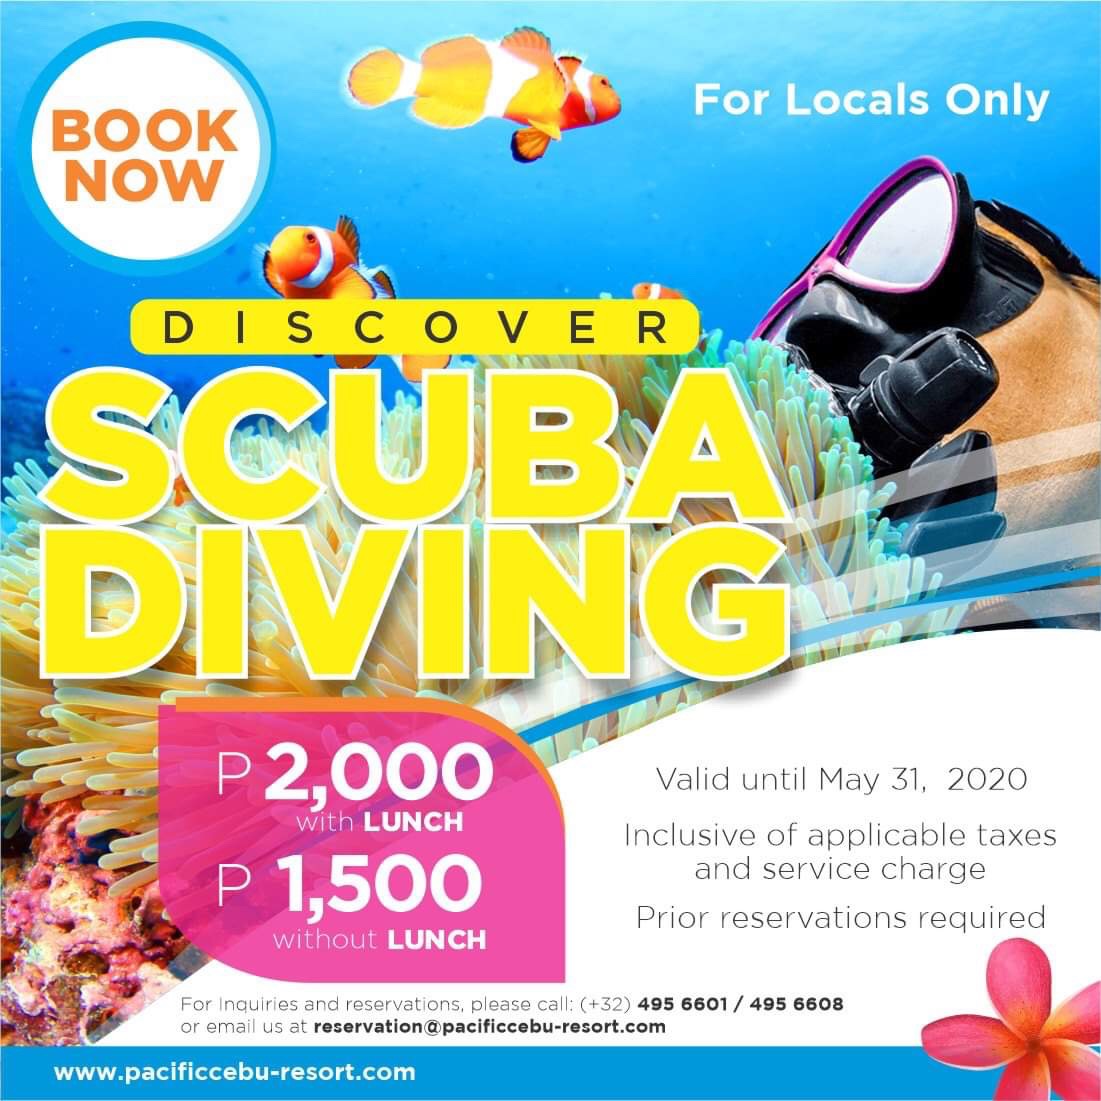 BOOK
NOW
For Locals Only
DISCOVER
SCUBA
DIVING
P 2,000
with LUNCH
P 1,500
without LUNCH
Valid until May 31, 2020
Inclusive of applicable taxes
and service charge
Prior reservations required
For Inquiries and reservations, please call: (+32) 495 6601 / 495 6608
or email us at reservation@pacificcebu-resort.com
www.pacificcebu-resort.com